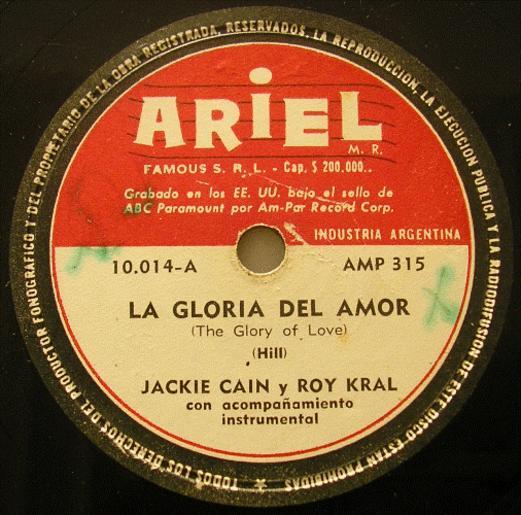 TODOS LOS DERECHOS DEL PRODUCTOR FONOGRAFICO Y DEL PROPIETARIO DE LA OBRA REGISTRADA, RESERVADOS. LA REPRODUCCION, LA EJECUCION PUBLICA Y LA RADIODIFUSION DE ESTE DISCO ESTAN PROHIBIDAS ★
ARiEL
M. R.
FAMOUS S. R. L. - Cap. $ 200.000..
Grabado en los EE. UU. bajo el sello de
ABC Paramount por Am-Par Record Corp.
INDUSTRIA ARGENTINA
10.014-A AMP 315
LA GLORIA DEL AMOR
(The Glory of Love)
(Hill)
JACKIE CAIN y ROY KRAL
con acompañamiento
instrumental